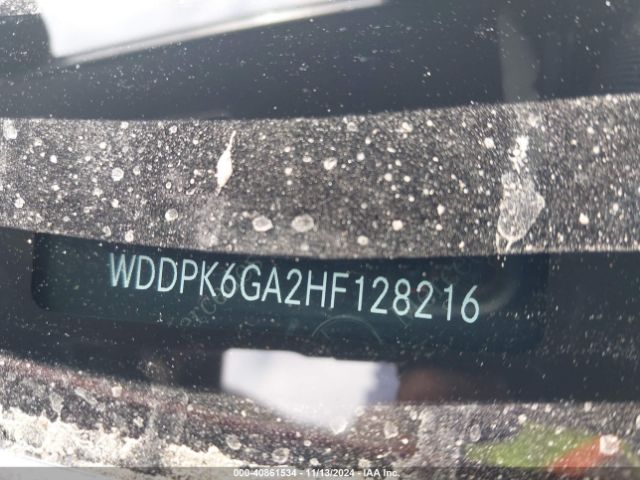 WDDPK6GA2HF128216
000-40861534 - 11/13/2024 - IAA Inc.